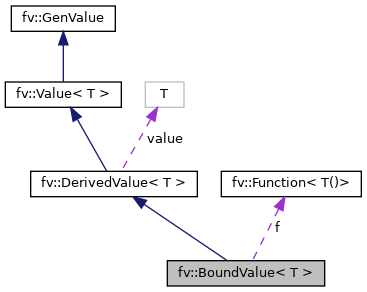 fv::GenValue
fv::Value< T >
T
value
fv::DerivedValue< T >
fv::Function< T()>
f
fv::BoundValue< T >